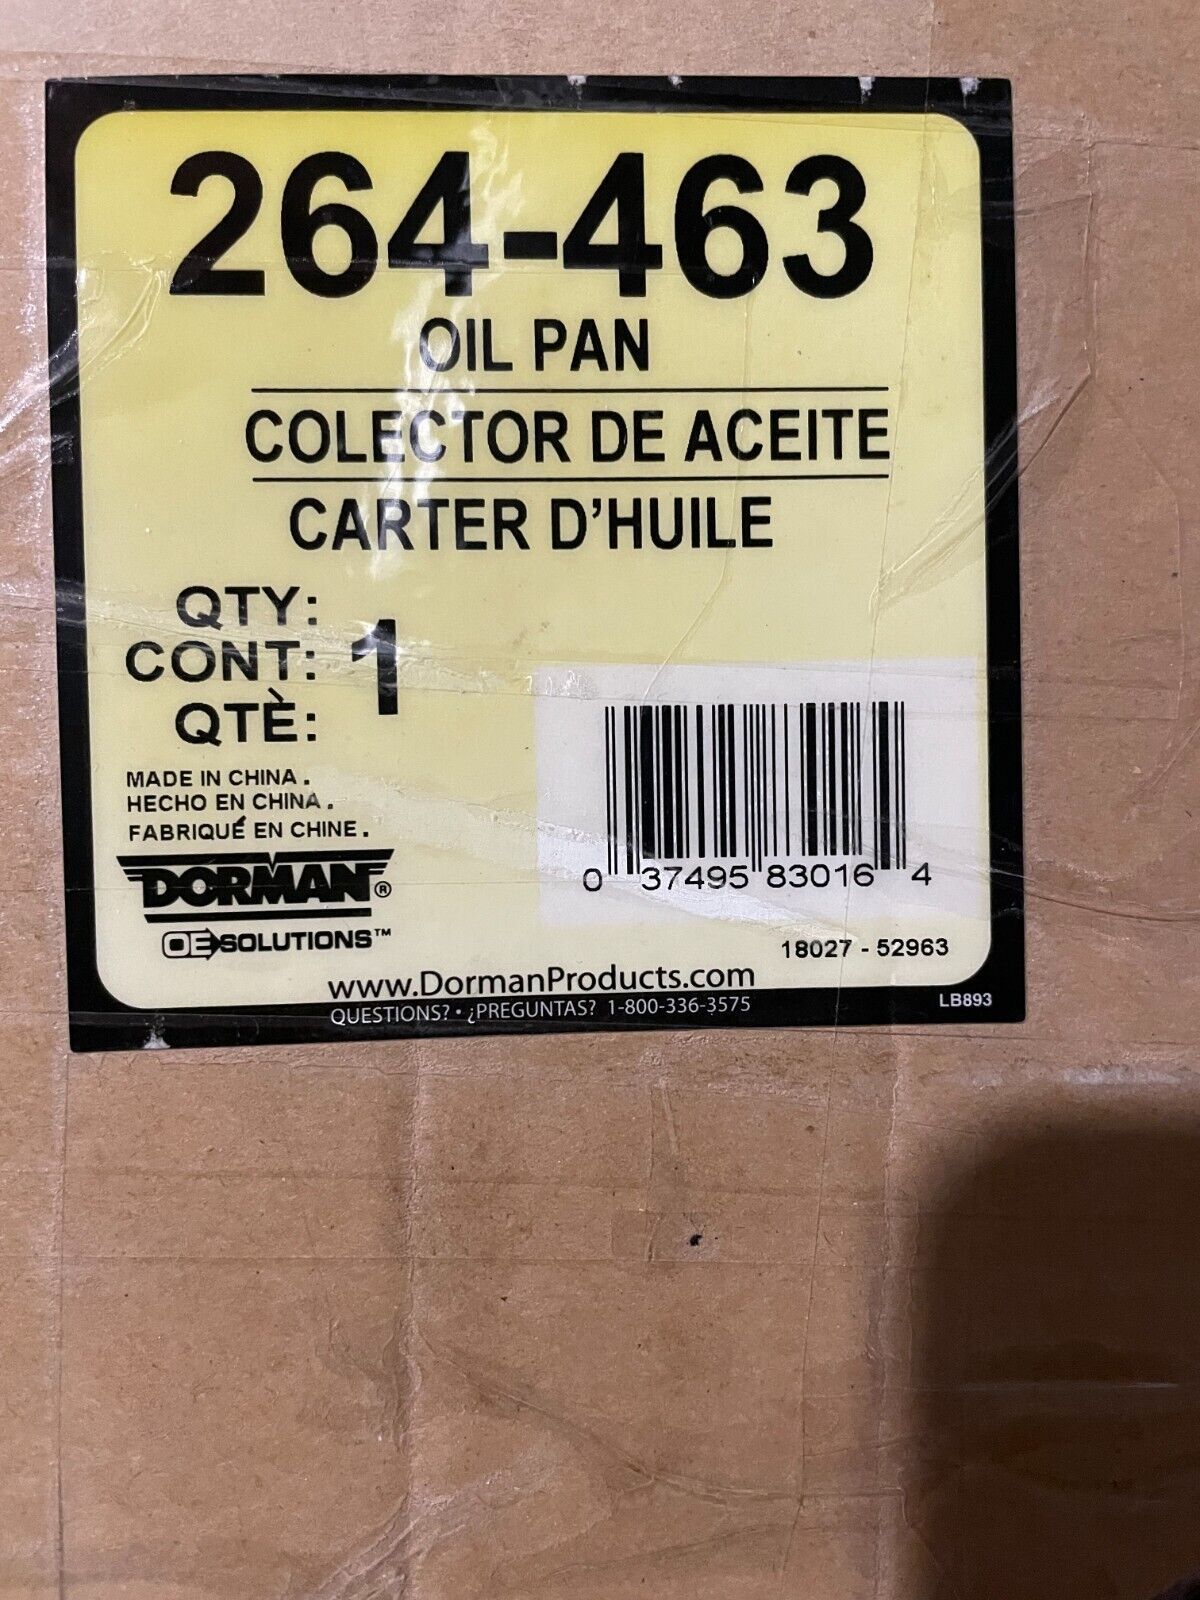 264-463
OIL PAN
COLECTOR DE ACEITE
CARTER D'HUILE
QTY:
CONT: 1
QTÈ:
MADE IN CHINA.
HECHO EN CHINA.
FABRIQUÉ EN CHINE.
DORMAN®
OE SOLUTIONS™
0 37495 83016 4
18027 - 52963
www.DormanProducts.com
QUESTIONS? • ¿PREGUNTAS? 1-800-336-3575
LB893